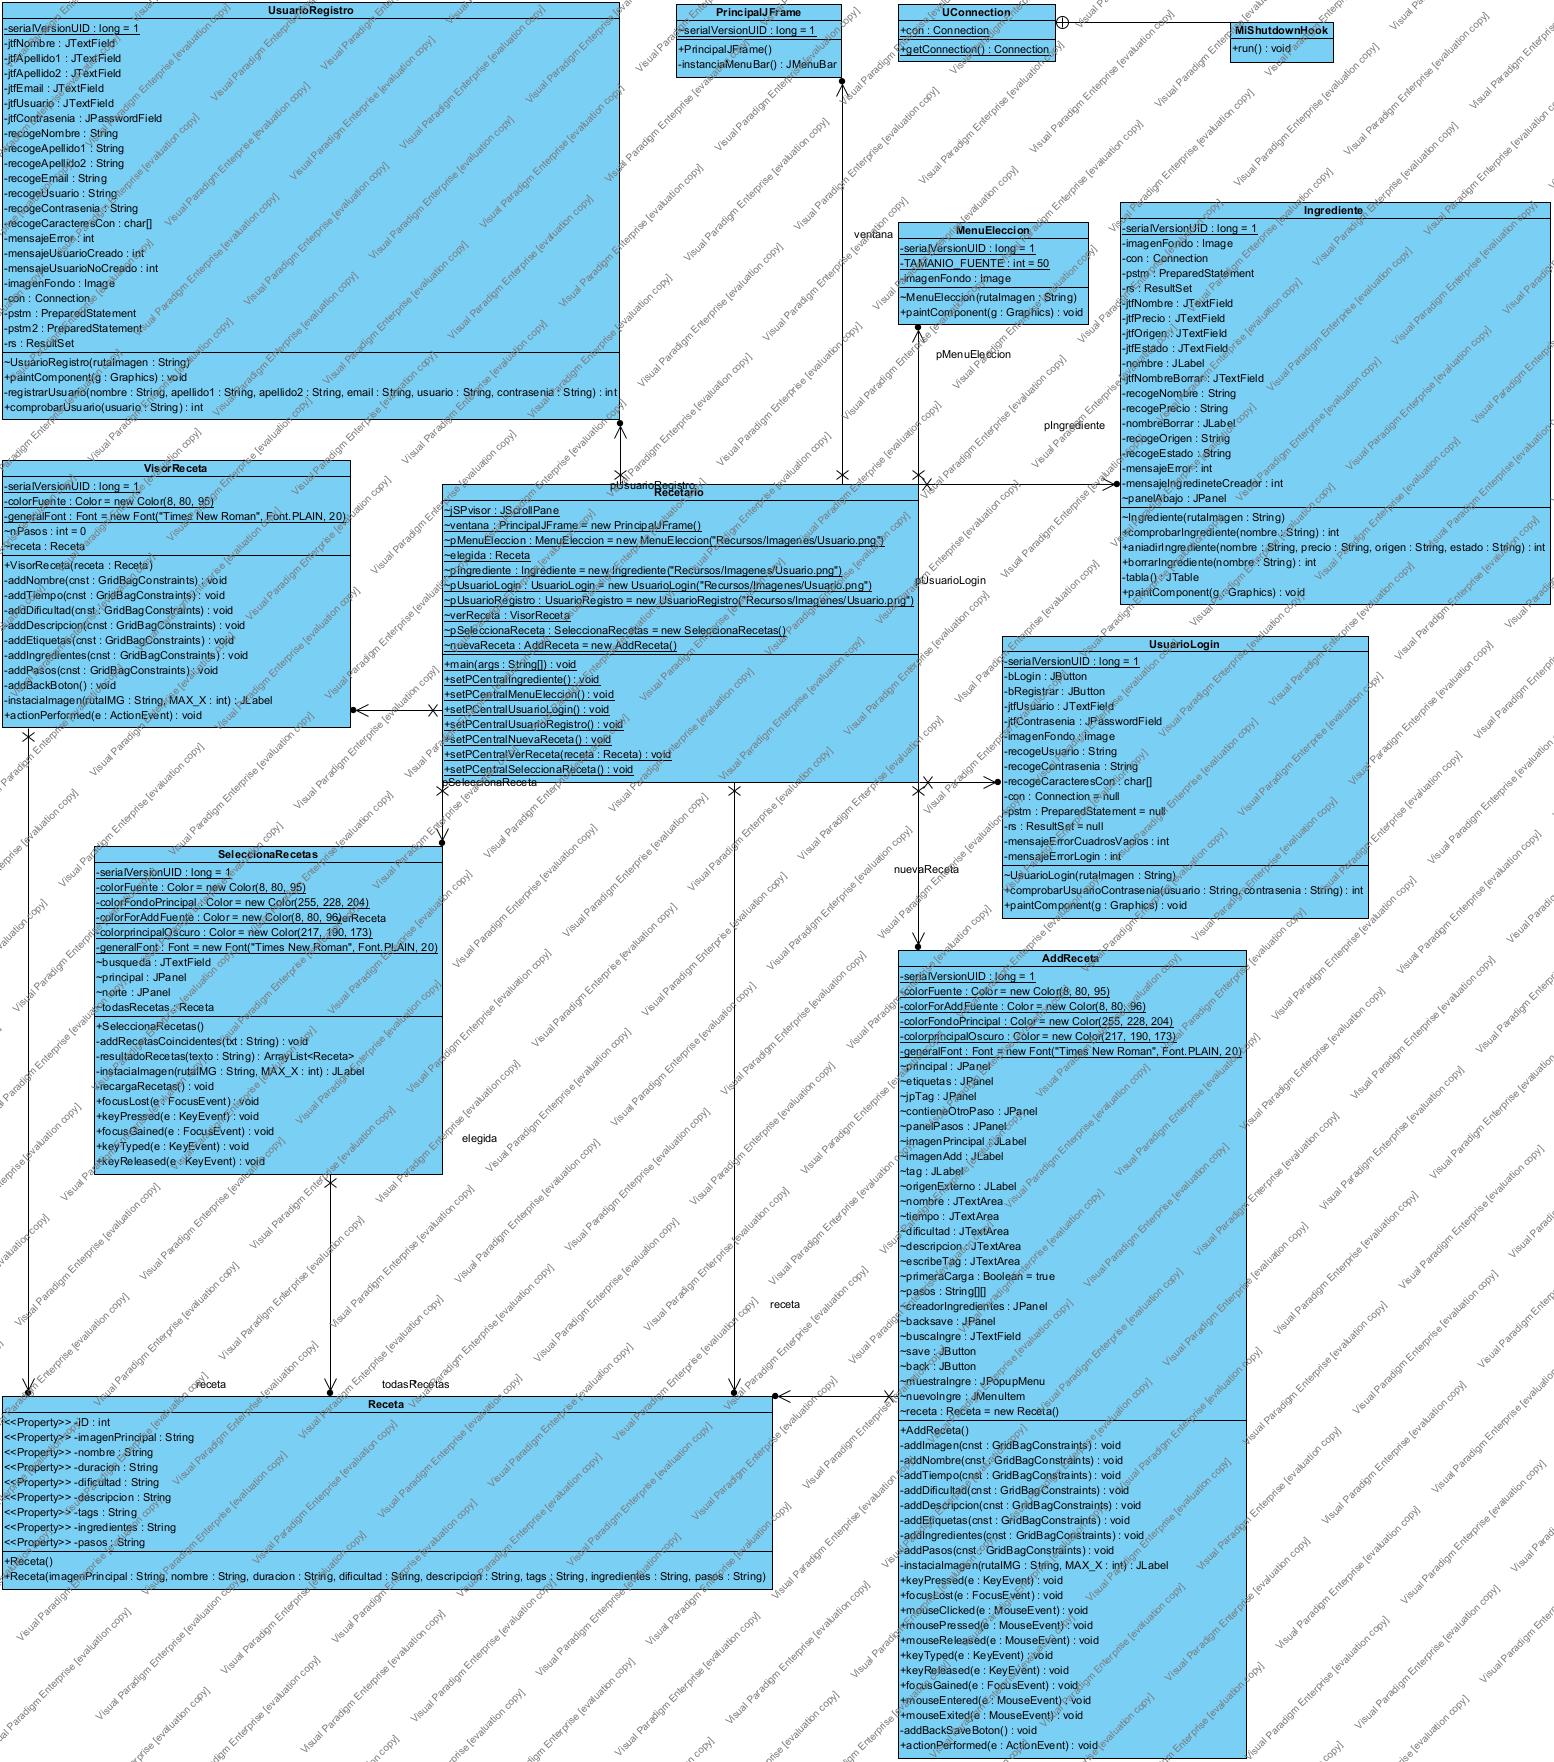 UsuarioRegistro
-serialVersionUID : long = 1
-jtfNombre : JTextField
-jtfApellido1 : JTextField
-jtfApellido2 : JTextField
-jtfEmail : JTextField
-jtfUsuario : JTextField
-jtfContrasenia : JPasswordField
-recogeNombre : String
-recogeApellido1 : String
-recogeApellido2 : String
-recogeEmail : String
-recogeUsuario : String
-recogeContrasenia : String
-recogeCaracteresCon : char[]
-mensajeError : int
-mensajeUsuarioCreado : int
-mensajeUsuarioNoCreado : int
-imagenFondo : Image
-con : Connection
-pstm : PreparedStatement
-pstm2 : PreparedStatement
-rs : ResultSet
~UsuarioRegistro(rutaImagen : String)
+paintComponent(g : Graphics) : void
-registrarUsuario(nombre : String, apellido1 : String, apellido2 : String, email : String, usuario : String, contrasenia : String) : int
+comprobarUsuario(usuario : String) : int
PrincipalJFrame
-serialVersionUID : long = 1
+PrincipalJFrame()
-instanciaMenuBar() : JMenuBar
UConnection
+con : Connection
+getConnection() : Connection
MiShutdownHook
+run() : void
ventana
MenuEleccion
-serialVersionUID : long = 1
-TAMANIO_FUENTE : int = 50
-imagenFondo : Image
~MenuEleccion(rutaImagen : String)
+paintComponent(g : Graphics) : void
pMenuEleccion
pIngrediente
Ingrediente
-serialVersionUID : long = 1
-imagenFondo : Image
-con : Connection
-pstm : PreparedStatement
-rs : ResultSet
-jtfNombre : JTextField
-jtfPrecio : JTextField
-jtfOrigen : JTextField
-jtfEstado : JTextField
-nombre : JLabel
-jtfNombreBorrar : JTextField
-recogeNombre : String
-recogePrecio : String
-nombreBorrar : JLabel
-recogeOrigen : String
-recogeEstado : String
-mensajeError : int
-mensajeIngredineteCreador : int
~panelAbajo : JPanel
~Ingrediente(rutaImagen : String)
+comprobarIngrediente(nombre : String) : int
+aniadirIngrediente(nombre : String, precio : String, origen : String, estado : String) : int
+borrarIngrediente(nombre : String) : int
-tabla() : JTable
+paintComponent(g : Graphics) : void
VisorReceta
-serialVersionUID : long = 1
-colorFuente : Color = new Color(8, 80, 95)
-generalFont : Font = new Font("Times New Roman", Font.PLAIN, 20)
~nPasos : int = 0
~receta : Receta
+VisorReceta(receta : Receta)
-addNombre(cnst : GridBagConstraints) : void
-addTiempo(cnst : GridBagConstraints) : void
-addDificultad(cnst : GridBagConstraints) : void
-addDescripcion(cnst : GridBagConstraints) : void
-addEtiquetas(cnst : GridBagConstraints) : void
-addIngredientes(cnst : GridBagConstraints) : void
-addPasos(cnst : GridBagConstraints) : void
-addBackBoton() : void
-instaciaImagen(rutaIMG : String, MAX_X : int) : JLabel
+actionPerformed(e : ActionEvent) : void
pUsuarioRegistro
Recetario
~jSPvisor : JScrollPane
~ventana : PrincipalJFrame = new PrincipalJFrame()
~pMenuEleccion : MenuEleccion = new MenuEleccion("Recursos/Imagenes/Usuario.png")
~elegida : Receta
~pIngrediente : Ingrediente = new Ingrediente("Recursos/Imagenes/Usuario.png")
~pUsuarioLogin : UsuarioLogin = new UsuarioLogin("Recursos/Imagenes/Usuario.png")
~pUsuarioRegistro : UsuarioRegistro = new UsuarioRegistro("Recursos/Imagenes/Usuario.png")
~verReceta : VisorReceta
~pSeleccionaReceta : SeleccionaRecetas = new SeleccionaRecetas()
~nuevaReceta : AddReceta = new AddReceta()
+main(args : String[]) : void
+setPCentralIngrediente() : void
+setPCentralMenuEleccion() : void
+setPCentralUsuarioLogin() : void
+setPCentralUsuarioRegistro() : void
+setPCentralNuevaReceta() : void
+setPCentralVerReceta(receta : Receta) : void
+setPCentralSeleccionaReceta() : void
pSeleccionaReceta
pUsuarioLogin
UsuarioLogin
-serialVersionUID : long = 1
-bLogin : JButton
-bRegistrar : JButton
-jtfUsuario : JTextField
-jtfContrasenia : JPasswordField
-imagenFondo : Image
-recogeUsuario : String
-recogeContrasenia : String
-recogeCaracteresCon : char[]
-con : Connection = null
-pstm : PreparedStatement = null
-rs : ResultSet = null
-mensajeErrorCuadrosVacios : int
-mensajeErrorLogin : int
~UsuarioLogin(rutaImagen : String)
+comprobarUsuarioContrasenia(usuario : String, contrasenia : String) : int
+paintComponent(g : Graphics) : void
SeleccionaRecetas
-serialVersionUID : long = 1
-colorFuente : Color = new Color(8, 80, 95)
-colorFondoPrincipal : Color = new Color(255, 228, 204)
-colorForAddFuente : Color = new Color(8, 80, 96)
verReceta
-colorprincipalOscuro : Color = new Color(217, 190, 173)
-generalFont : Font = new Font("Times New Roman", Font.PLAIN, 20)
~busqueda : JTextField
~principal : JPanel
~norte : JPanel
~todasRecetas : Receta
+SeleccionaRecetas()
-addRecetasCoincidentes(txt : String) : void
-resultadoRecetas(texto : String) : ArrayList<Receta>
-instaciaImagen(rutaIMG : String, MAX_X : int) : JLabel
-recargaRecetas() : void
+focusLost(e : FocusEvent) : void
+keyPressed(e : KeyEvent) : void
+focusGained(e : FocusEvent) : void
+keyTyped(e : KeyEvent) : void
+keyReleased(e : KeyEvent) : void
nuevaReceta
elegida
receta
receta
todasRecetas
AddReceta
-serialVersionUID : long = 1
-colorFuente : Color = new Color(8, 80, 95)
-colorForAddFuente : Color = new Color(8, 80, 96)
-colorFondoPrincipal : Color = new Color(255, 228, 204)
-colorprincipalOscuro : Color = new Color(217, 190, 173)
-generalFont : Font = new Font("Times New Roman", Font.PLAIN, 20)
~principal : JPanel
~etiquetas : JPanel
~jpTag : JPanel
~contieneOtroPaso : JPanel
~panelPasos : JPanel
~imagenPrincipal : JLabel
~imagenAdd : JLabel
~tag : JLabel
~origenExterno : JLabel
~nombre : JTextArea
~tiempo : JTextArea
~dificultad : JTextArea
~descripcion : JTextArea
~escribeTag : JTextArea
~primeraCarga : Boolean = true
~pasos : String[][]
~creadorIngredientes : JPanel
~backsave : JPanel
~buscaIngre : JTextField
~save : JButton
~back : JButton
~muestraIngre : JPopupMenu
~nuevoIngre : JMenuItem
~receta : Receta = new Receta()
+AddReceta()
-addImagen(cnst : GridBagConstraints) : void
-addNombre(cnst : GridBagConstraints) : void
-addTiempo(cnst : GridBagConstraints) : void
-addDificultad(cnst : GridBagConstraints) : void
-addDescripcion(cnst : GridBagConstraints) : void
-addEtiquetas(cnst : GridBagConstraints) : void
-addIngredientes(cnst : GridBagConstraints) : void
-addPasos(cnst : GridBagConstraints) : void
-instaciaImagen(rutaIMG : String, MAX_X : int) : JLabel
+keyPressed(e : KeyEvent) : void
+focusLost(e : FocusEvent) : void
+mouseClicked(e : MouseEvent) : void
+mousePressed(e : MouseEvent) : void
+mouseReleased(e : MouseEvent) : void
+keyTyped(e : KeyEvent) : void
+keyReleased(e : KeyEvent) : void
+focusGained(e : FocusEvent) : void
+mouseEntered(e : MouseEvent) : void
+mouseExited(e : MouseEvent) : void
-addBackSaveBoton() : void
+actionPerformed(e : ActionEvent) : void
Receta
<<Property>> -ID : int
<<Property>> -imagenPrincipal : String
<<Property>> -nombre : String
<<Property>> -duracion : String
<<Property>> -dificultad : String
<<Property>> -descripcion : String
<<Property>> -tags : String
<<Property>> -ingredientes : String
<<Property>> -pasos : String
+Receta()
+Receta(imagenPrincipal : String, nombre : String, duracion : String, dificultad : String, descripcion : String, tags : String, ingredientes : String, pasos : String)
Visual Paradigm Enterprise [evaluation copy]